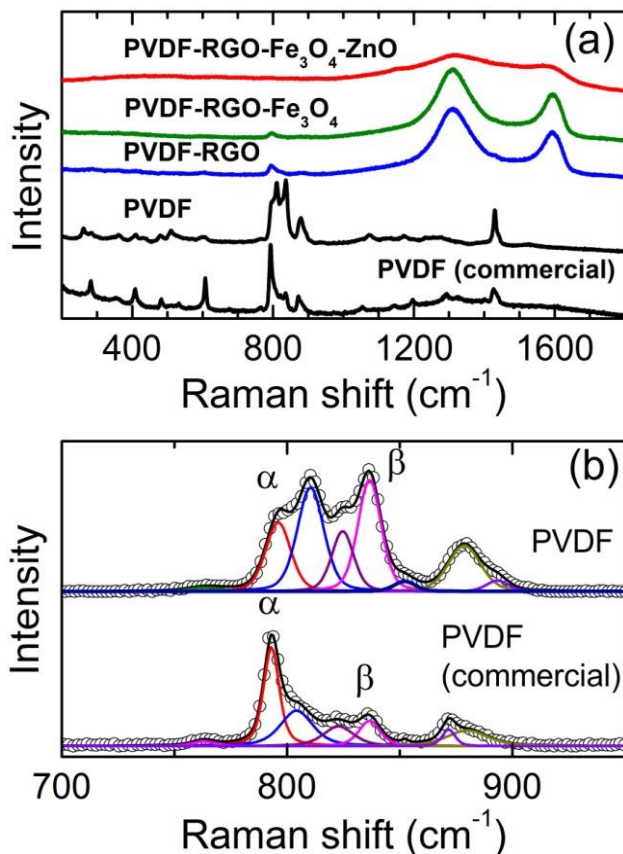 (a)
PVDF-RGO-Fe₃O₄-ZnO
PVDF-RGO-Fe₃O₄
PVDF-RGO
PVDF
PVDF (commercial)
Intensity
400 800 1200 1600
Raman shift (cm⁻¹)
(b)
α β
PVDF
α
β PVDF
(commercial)
Intensity
700 800 900
Raman shift (cm⁻¹)